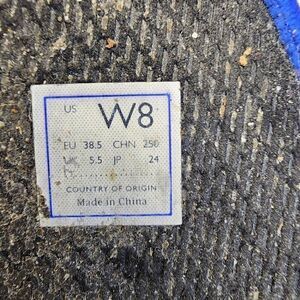 US W8
EU 38.5 CHN 250
UK 5.5 JP 24
COUNTRY OF ORIGIN
Made in China